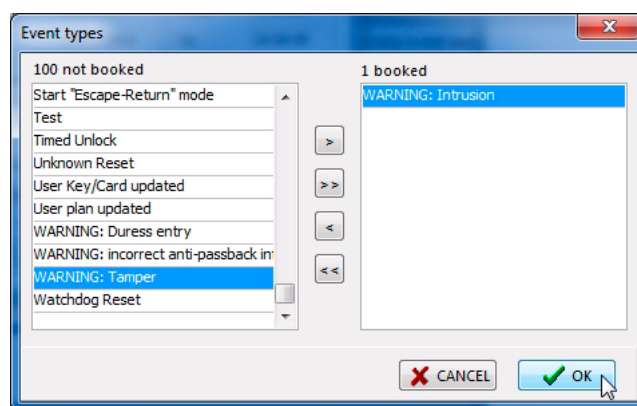 Event types
100 not booked
1 booked
Start "Escape-Return" mode
Test
Timed Unlock
Unknown Reset
User Key/Card updated
User plan updated
WARNING: Duress entry
WARNING: incorrect anti-passback
WARNING: Tamper
Watchdog Reset
>
>>
<
<<
WARNING: Intrusion
CANCEL
OK